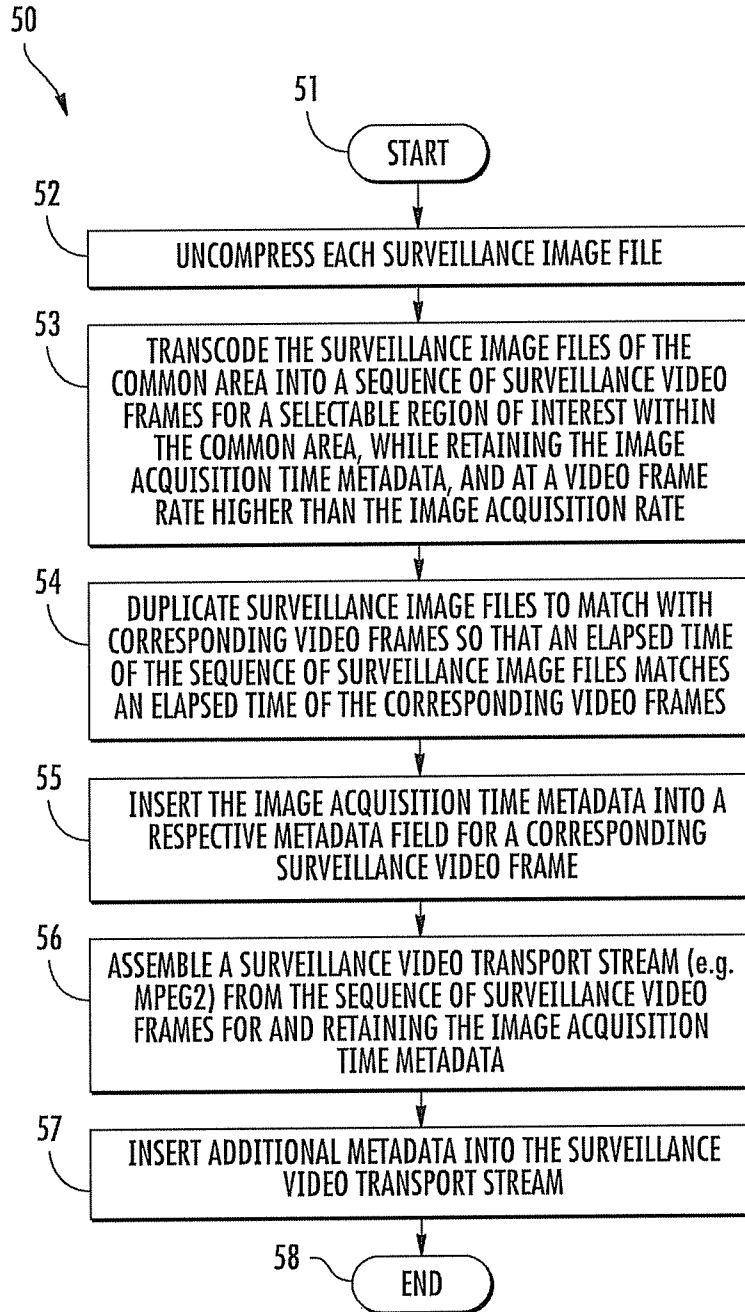 50
51
START
52
UNCOMPRESS EACH SURVEILLANCE IMAGE FILE
53
TRANSCODE THE SURVEILLANCE IMAGE FILES OF THE
COMMON AREA INTO A SEQUENCE OF SURVEILLANCE VIDEO
FRAMES FOR A SELECTABLE REGION OF INTEREST WITHIN
THE COMMON AREA, WHILE RETAINING THE IMAGE
ACQUISITION TIME METADATA, AND AT A VIDEO FRAME
RATE HIGHER THAN THE IMAGE ACQUISITION RATE
54
DUPLICATE SURVEILLANCE IMAGE FILES TO MATCH WITH
CORRESPONDING VIDEO FRAMES SO THAT AN ELAPSED TIME
OF THE SEQUENCE OF SURVEILLANCE IMAGE FILES MATCHES
AN ELAPSED TIME OF THE CORRESPONDING VIDEO FRAMES
55
INSERT THE IMAGE ACQUISITION TIME METADATA INTO A
RESPECTIVE METADATA FIELD FOR A CORRESPONDING
SURVEILLANCE VIDEO FRAME
56
ASSEMBLE A SURVEILLANCE VIDEO TRANSPORT STREAM (e.g.
MPEG2) FROM THE SEQUENCE OF SURVEILLANCE VIDEO
FRAMES FOR AND RETAINING THE IMAGE ACQUISITION
TIME METADATA
57
INSERT ADDITIONAL METADATA INTO THE SURVEILLANCE
VIDEO TRANSPORT STREAM
58
END